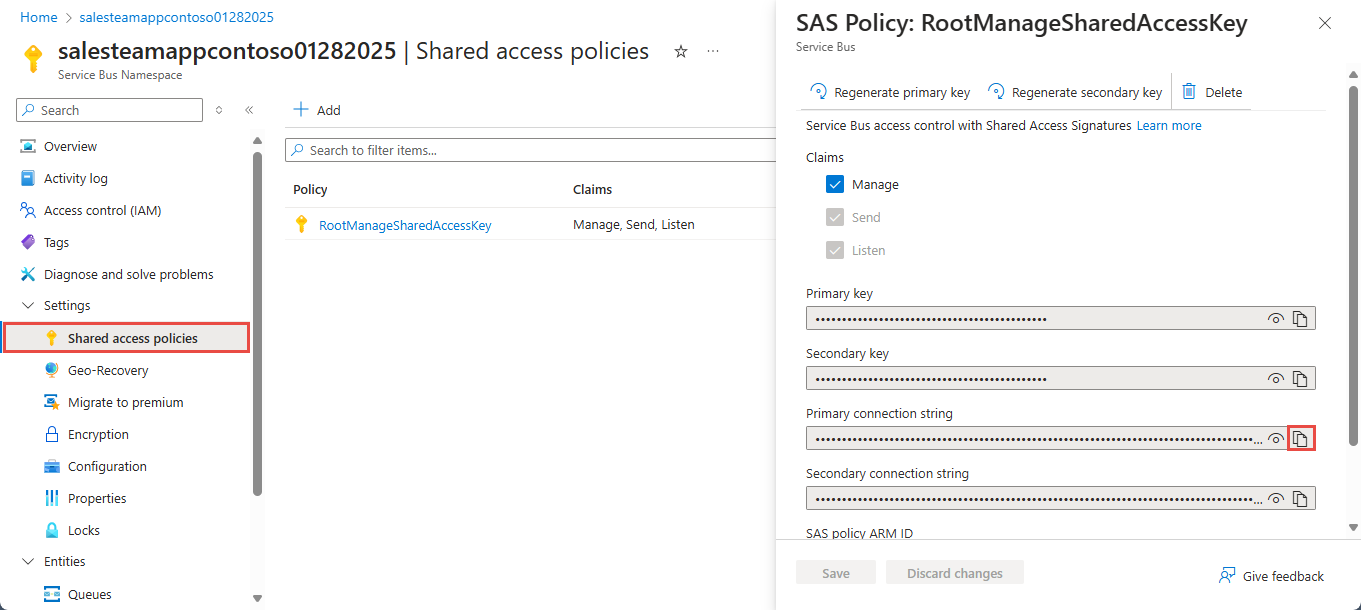 Home > salesteamappcontoso01282025
salesteamappcontoso01282025 | Shared access policies
Service Bus Namespace
Search
Overview
Activity log
Access control (IAM)
Tags
Diagnose and solve problems
Settings
Shared access policies
Geo-Recovery
Migrate to premium
Encryption
Configuration
Properties
Locks
Entities
Queues
Add
Search to filter items...
Policy Claims
RootManageSharedAccessKey Manage, Send, Listen
SAS Policy: RootManageSharedAccessKey
Service Bus
Regenerate primary key Regenerate secondary key Delete
Service Bus access control with Shared Access Signatures Learn more
Claims
Manage
Send
Listen
Primary key
Secondary key
Primary connection string
Secondary connection string
SAS policy ARM ID
Save Discard changes Give feedback